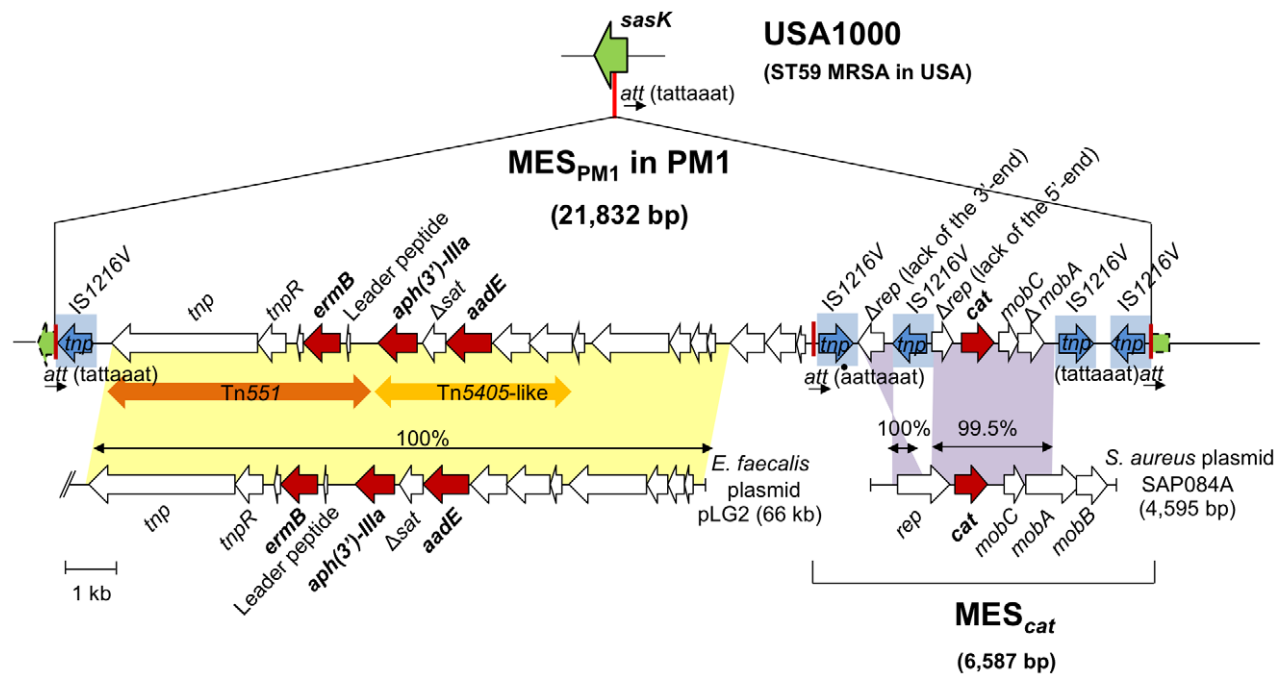 sasK
USA1000
(ST59 MRSA in USA)
att (tattaaat)
MESPM1 in PM1
(21,832 bp)
IS1216V
tnp
tnpR
ermB
Leader peptide
aph(3')-IIIa
Δsat
aadE
IS1216V
Δrep (lack of the 3'-end)
IS1216V
Δrep (lack of the 5'-end)
cat
mobC
Δ mobA
IS1216V
IS1216V
tnp
tnp
tnp
tnp
tnp
att (tattaaat)
att (aattaaat)
(tattaaat)att
Tn551
Tn5405-like
100%
100%
99.5%
E. faecalis
plasmid
pLG2 (66 kb)
S. aureus plasmid
SAP084A
(4,595 bp)
tnp
tnpR
ermB
Leader peptide
aph(3')-IIIa
Δsat
aadE
rep
cat
mobC
mobA
mobB
1 kb
MEScat
(6,587 bp)